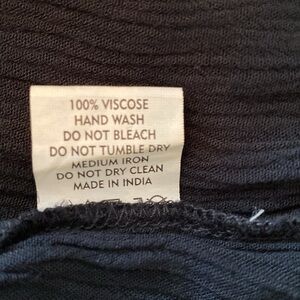 100% VISCOSE
HAND WASH
DO NOT BLEACH
DO NOT TUMBLE DRY
MEDIUM IRON
DO NOT DRY CLEAN
MADE IN INDIA